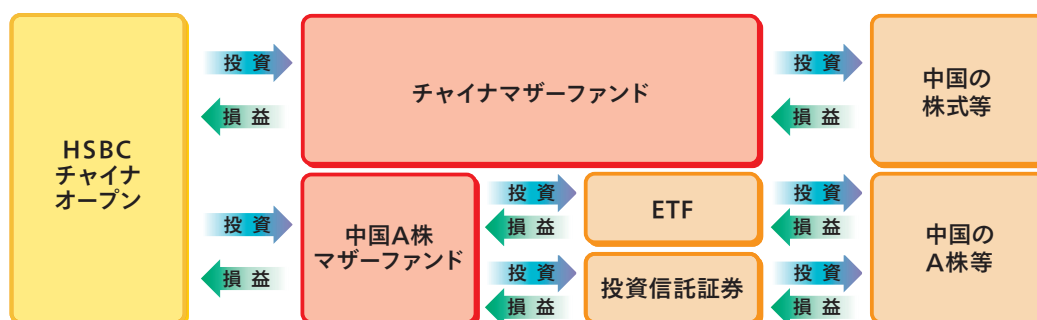 HSBC
チャイナ
オープン
投資
損益
チャイナマザーファンド
投資
損益
中国の
株式等
投資
損益
中国A株
マザーファンド
投資
損益
ETF
投資
損益
投資
損益
投資信託証券
投資
損益
中国の
A株等